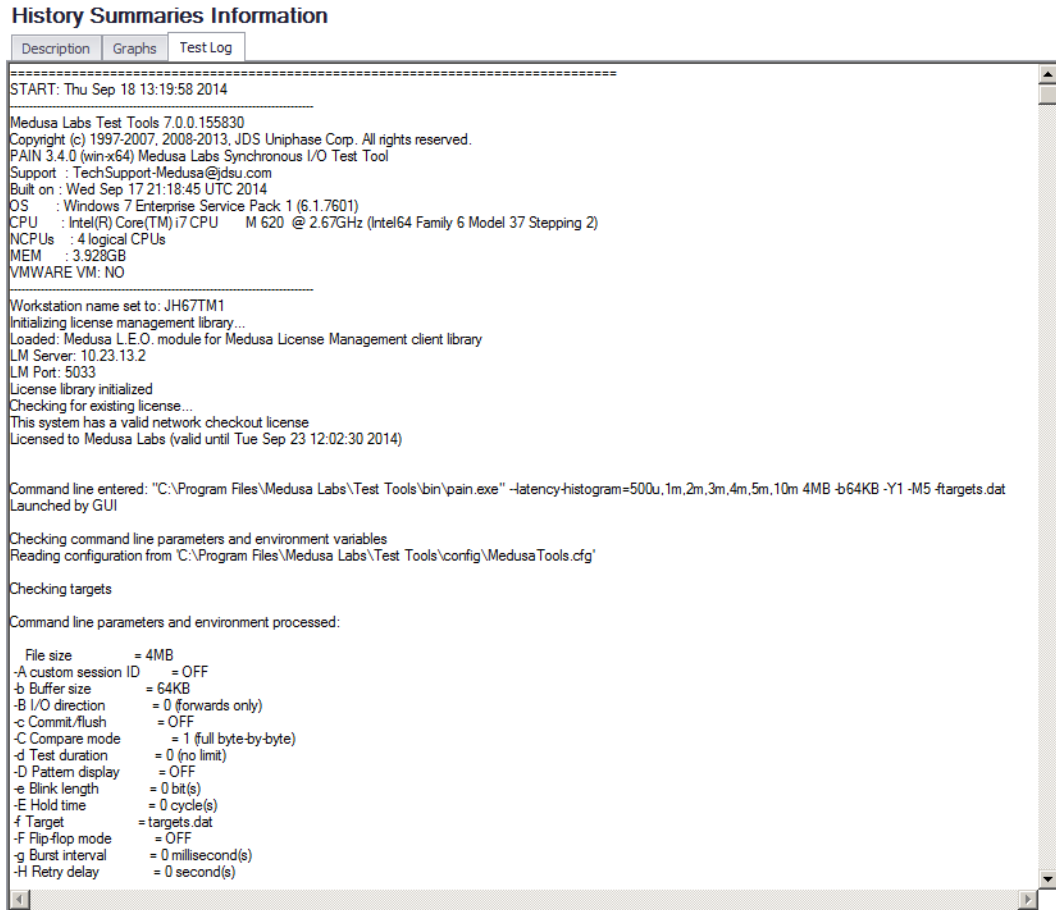 History Summaries Information
Description Graphs Test Log
================================================================================
START: Thu Sep 18 13:19:58 2014
--------------------------------------------------------------------------------
Medusa Labs Test Tools 7.0.0.155830
Copyright (c) 1997-2007, 2008-2013, JDS Uniphase Corp. All rights reserved.
PAIN 3.4.0 (win-x64) Medusa Labs Synchronous I/O Test Tool
Support : TechSupport-Medusa@jdsu.com
Built on : Wed Sep 17 21:18:45 UTC 2014
OS : Windows 7 Enterprise Service Pack 1 (6.1.7601)
CPU : Intel(R) Core(TM) i7 CPU M 620 @ 2.67GHz (Intel64 Family 6 Model 37 Stepping 2)
NCPUs : 4 logical CPUs
MEM : 3.928GB
VMWARE VM: NO
--------------------------------------------------------------------------------
Workstation name set to: JH67TM1
Initializing license management library...
Loaded: Medusa L.E.O. module for Medusa License Management client library
LM Server: 10.23.13.2
LM Port: 5033
License library initialized
Checking for existing license...
This system has a valid network checkout license
Licensed to Medusa Labs (valid until Tue Sep 23 12:02:30 2014)
Command line entered: "C:\Program Files\Medusa Labs\Test Tools\bin\pain.exe" --latency-histogram=500u,1m,2m,3m,4m,5m,10m 4MB -b64KB -Y1 -M5 -ftargets.dat
Launched by GUI
Checking command line parameters and environment variables
Reading configuration from 'C:\Program Files\Medusa Labs\Test Tools\config\MedusaTools.cfg'
Checking targets
Command line parameters and environment processed:
File size = 4MB
-A custom session ID = OFF
-b Buffer size = 64KB
-B I/O direction = 0 (forwards only)
-c Commit/flush = OFF
-C Compare mode = 1 (full byte-by-byte)
-d Test duration = 0 (no limit)
-D Pattern display = OFF
-e Blink length = 0 bit(s)
-E Hold time = 0 cycle(s)
-f Target = targets.dat
-F Flip-flop mode = OFF
-g Burst interval = 0 millisecond(s)
-H Retry delay = 0 second(s)